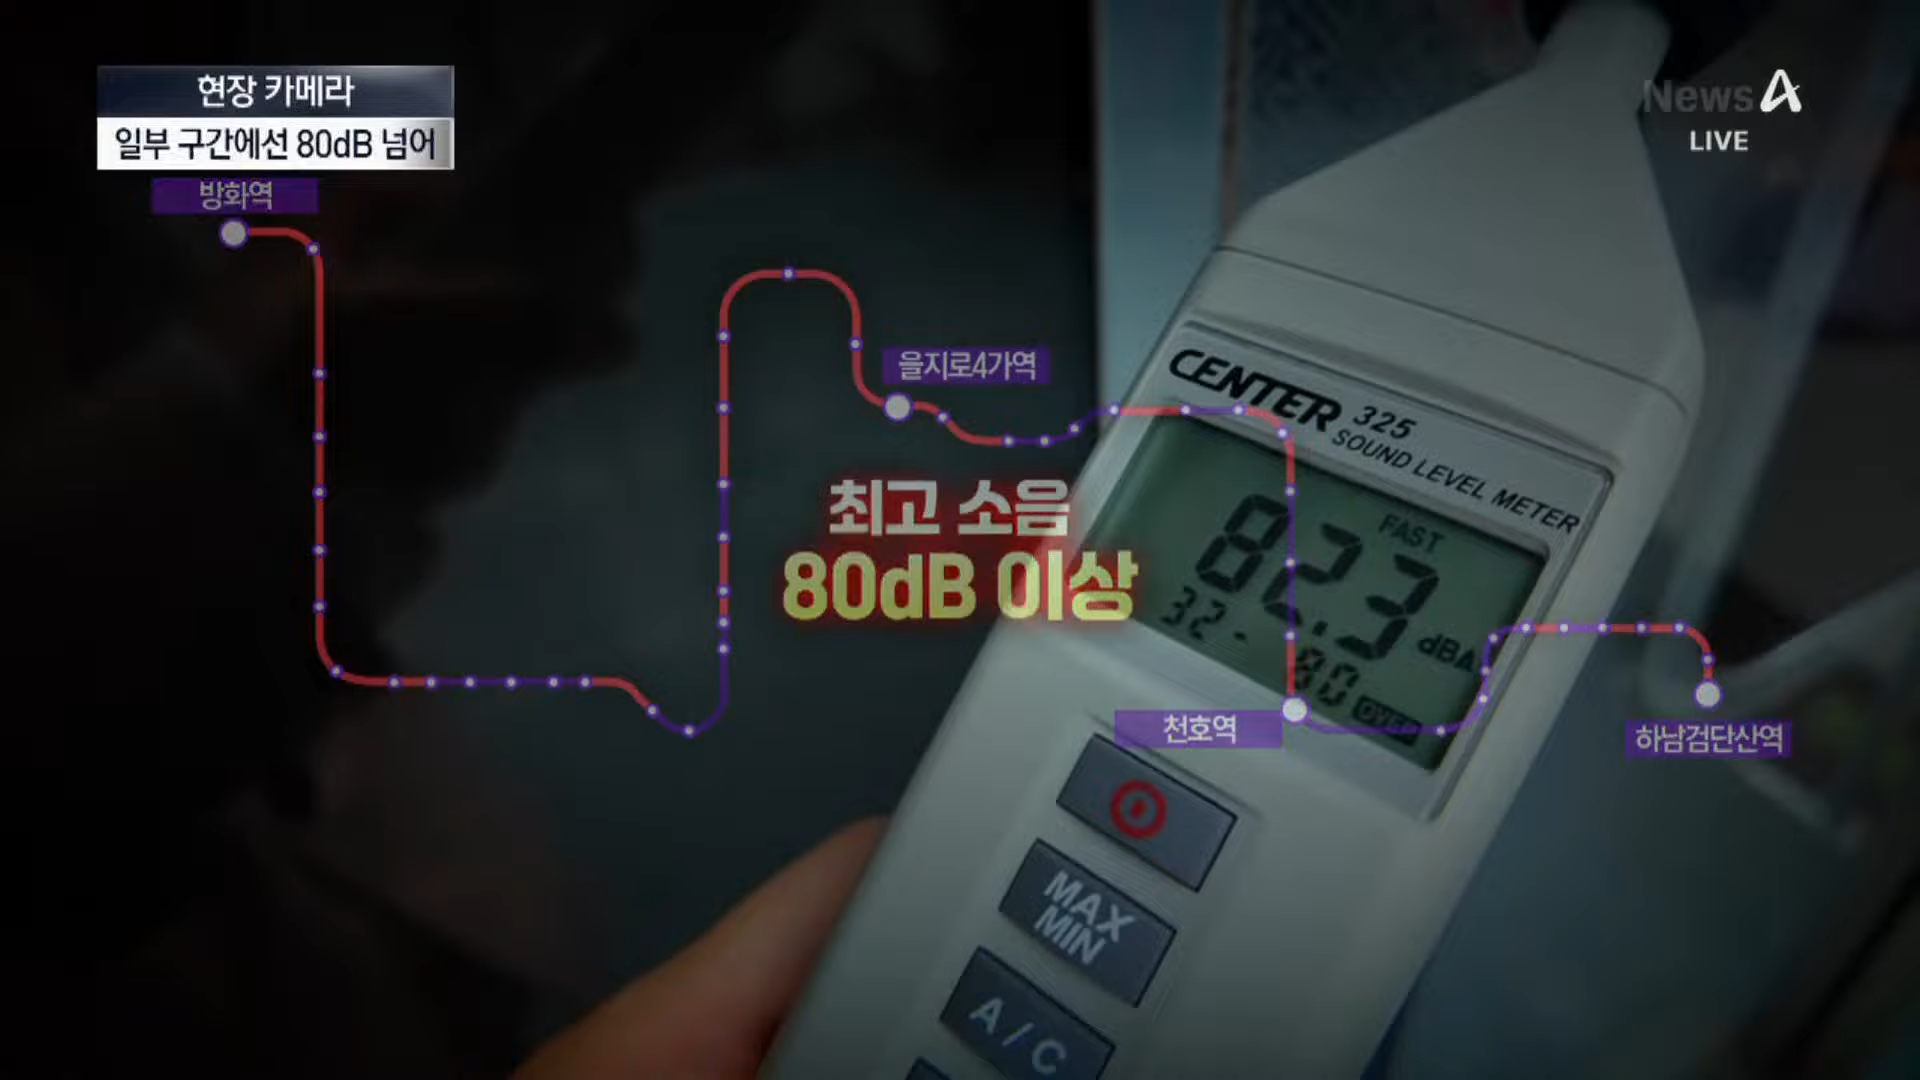 현장 카메라
일부 구간에선 80dB 넘어
News A
LIVE
방화역
을지로4가역
최고 소음
80dB 이상
CENTER 325
SOUND LEVEL METER
FAST
82.3
dBA
32 - 80
OVER
천호역
하남검단산역
MAX
MIN
A / C